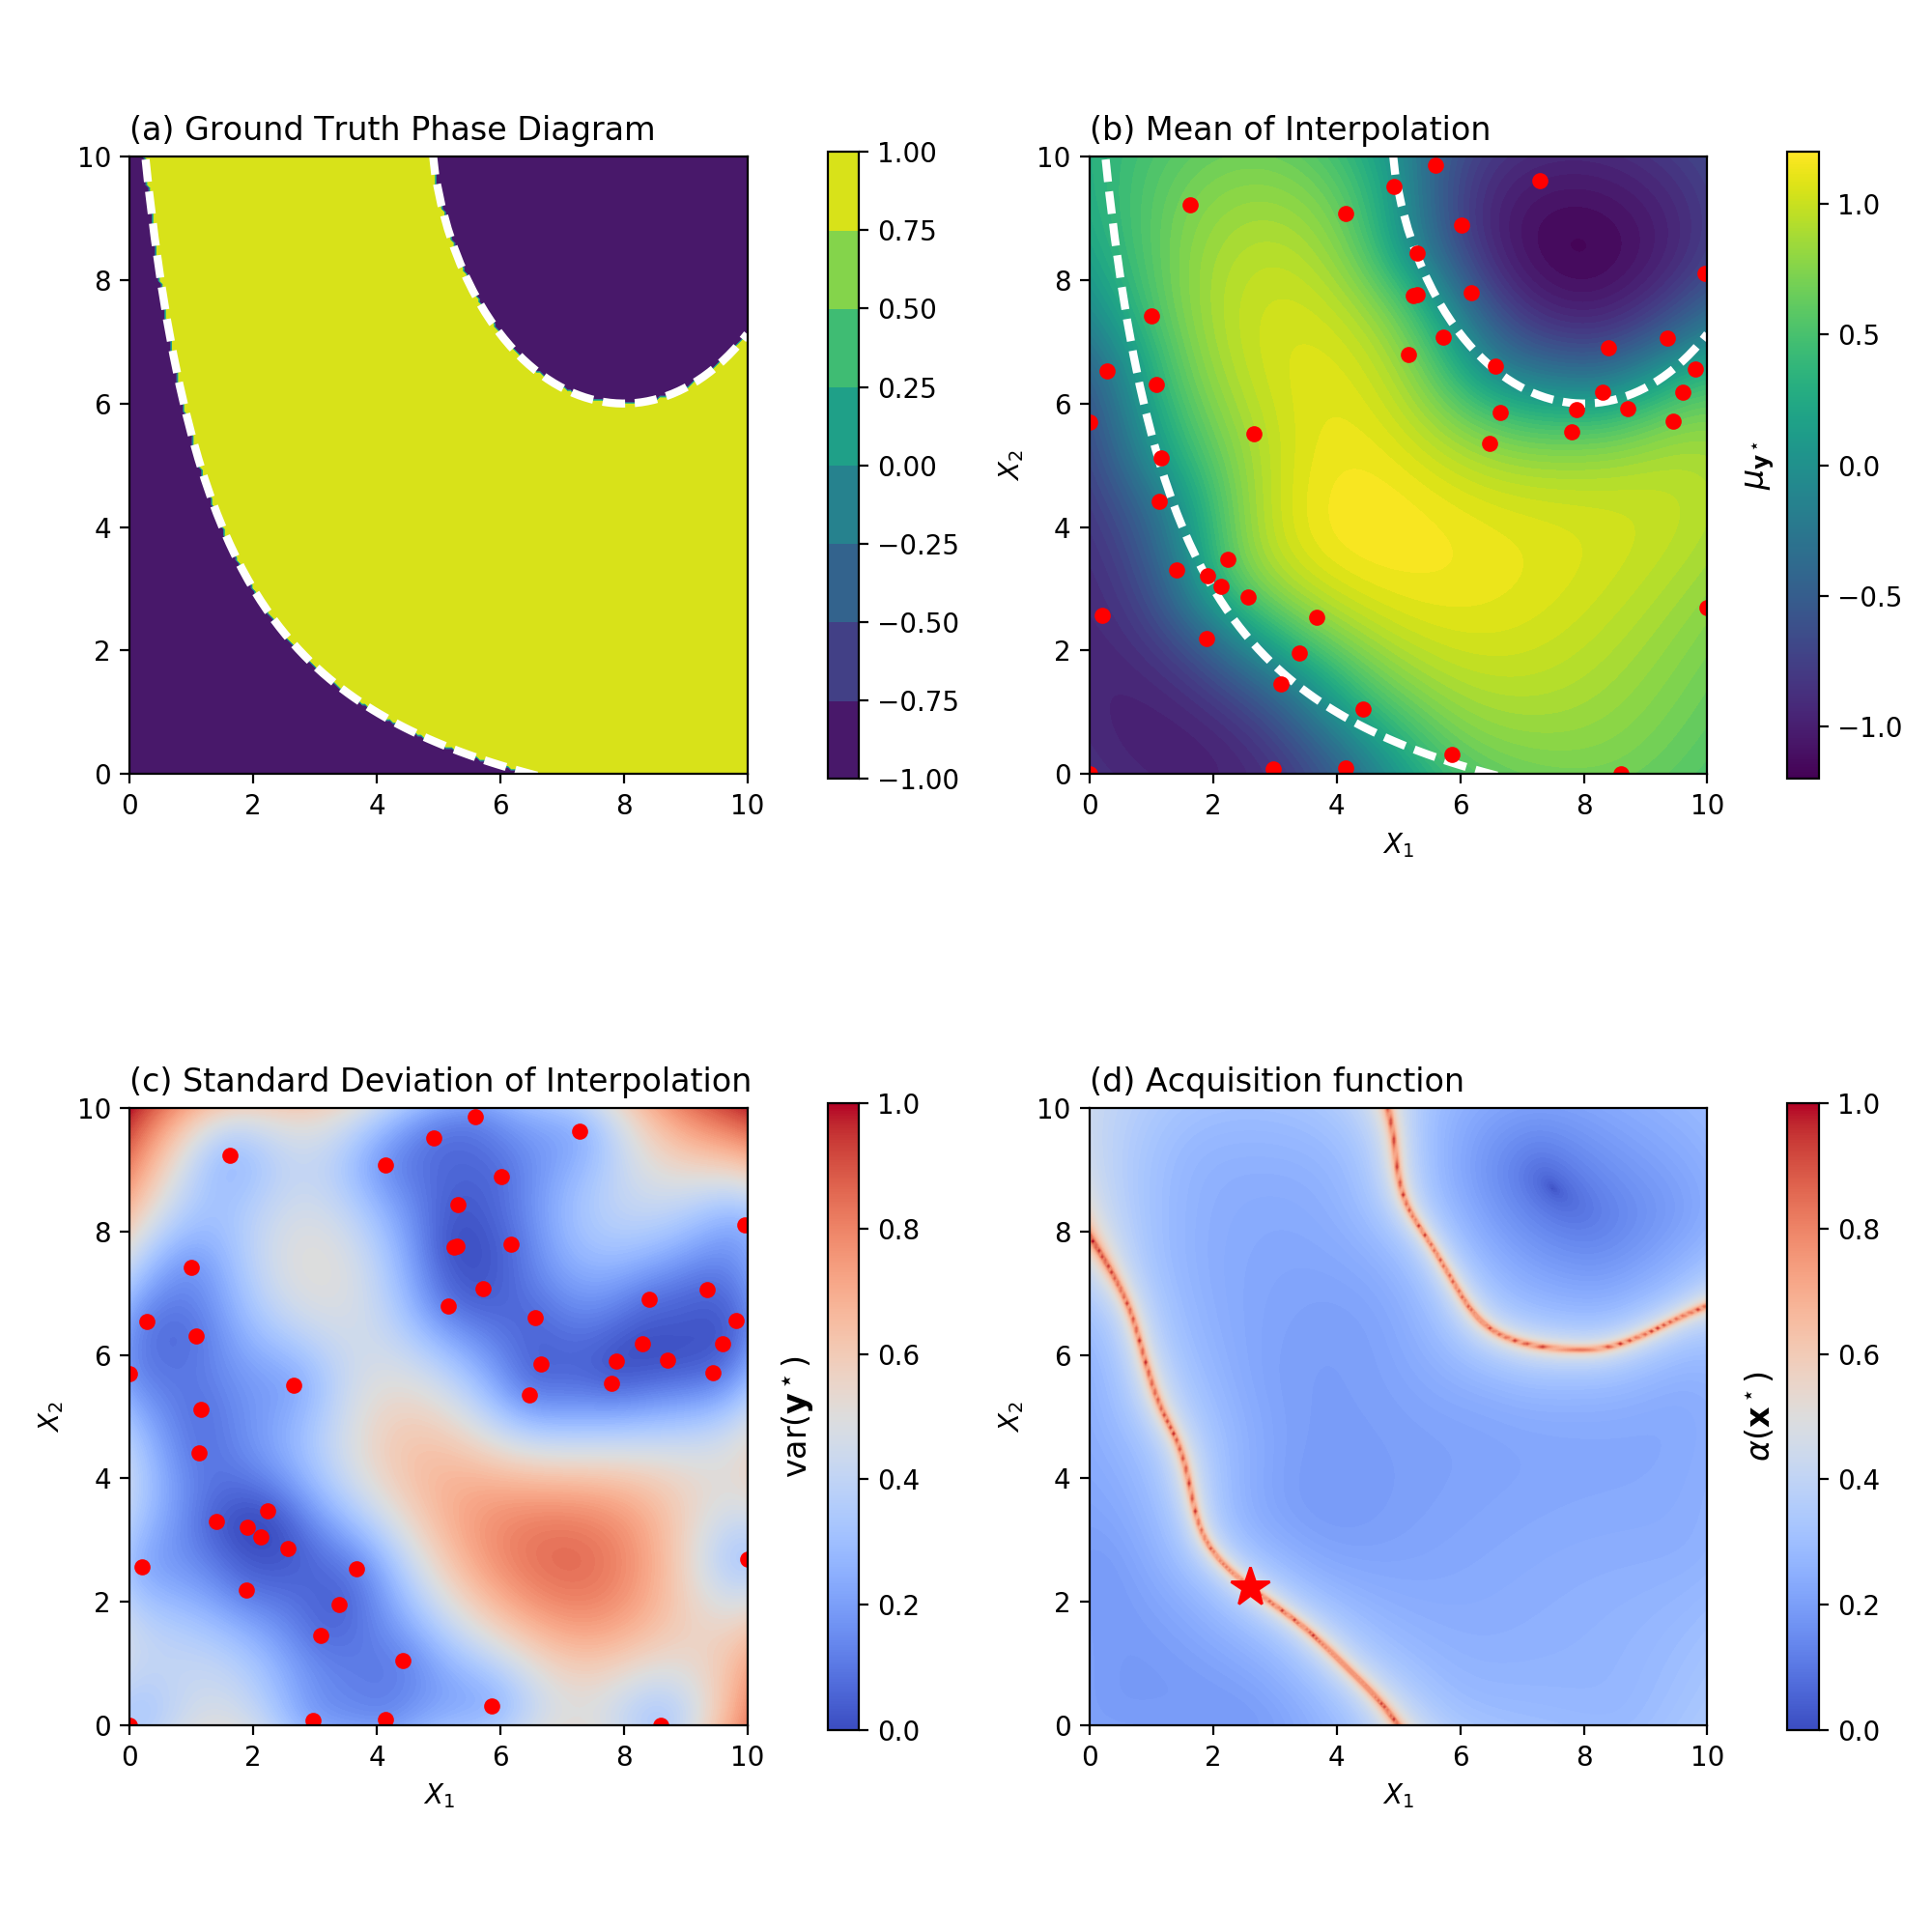 (a) Ground Truth Phase Diagram
10
8
6
4
2
0
0 2 4 6 8 10
1.00
0.75
0.50
0.25
0.00
−0.25
−0.50
−0.75
−1.00
(b) Mean of Interpolation
X₂
10
8
6
4
2
0
0 2 4 6 8 10
X₁
μ_y⋆
1.0
0.5
0.0
−0.5
−1.0
(c) Standard Deviation of Interpolation
X₂
10
8
6
4
2
0
0 2 4 6 8 10
X₁
var(y⋆)
1.0
0.8
0.6
0.4
0.2
0.0
(d) Acquisition function
X₂
10
8
6
4
2
0
0 2 4 6 8 10
X₁
α(x⋆)
1.0
0.8
0.6
0.4
0.2
0.0